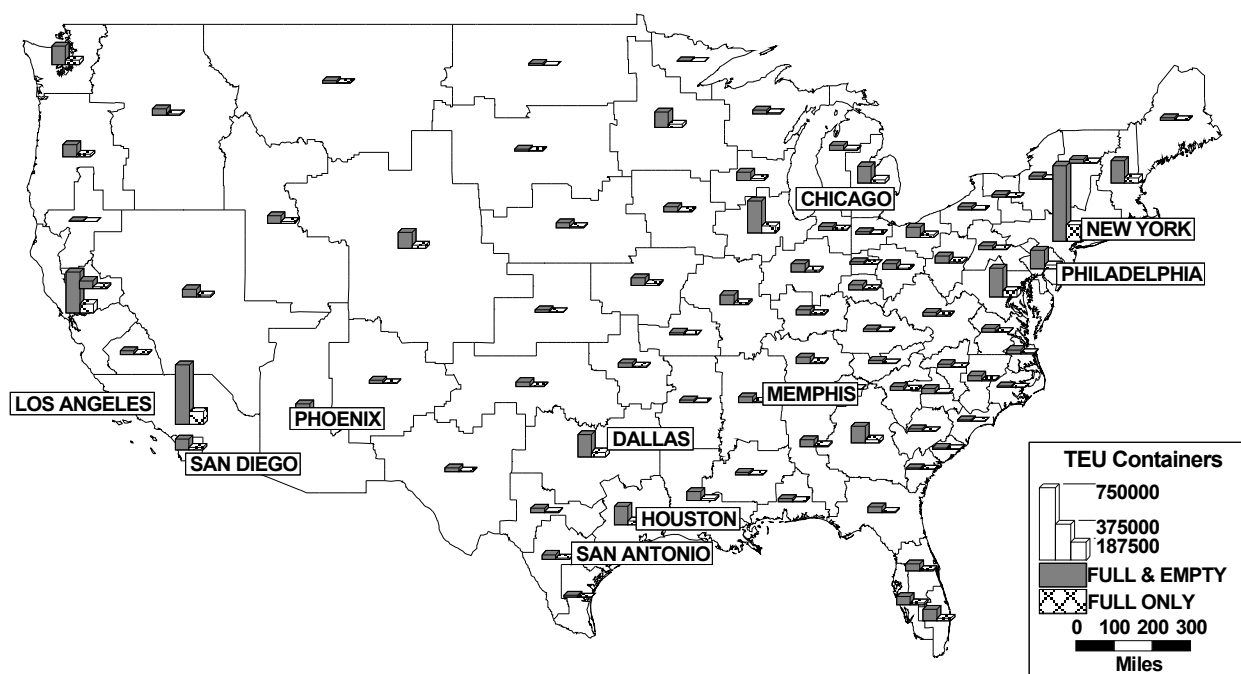 CHICAGO
NEW YORK
PHILADELPHIA
LOS ANGELES
PHOENIX
MEMPHIS
SAN DIEGO
DALLAS
HOUSTON
SAN ANTONIO
TEU Containers
750000
375000
187500
FULL & EMPTY
FULL ONLY
0 100 200 300
Miles